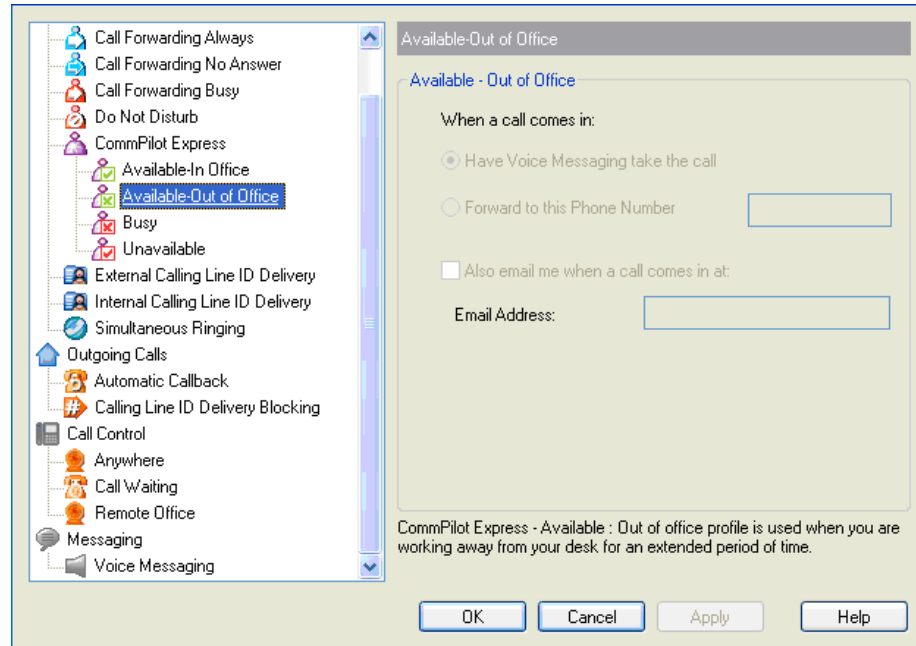 Call Forwarding Always
Call Forwarding No Answer
Call Forwarding Busy
Do Not Disturb
CommPilot Express
Available-In Office
Available-Out of Office
Busy
Unavailable
External Calling Line ID Delivery
Internal Calling Line ID Delivery
Simultaneous Ringing
Outgoing Calls
Automatic Callback
Calling Line ID Delivery Blocking
Call Control
Anywhere
Call Waiting
Remote Office
Messaging
Voice Messaging
Available-Out of Office
Available - Out of Office
When a call comes in:
Have Voice Messaging take the call
Forward to this Phone Number
Also email me when a call comes in at:
Email Address:
CommPilot Express - Available : Out of office profile is used when you are
working away from your desk for an extended period of time.
OK
Cancel
Apply
Help